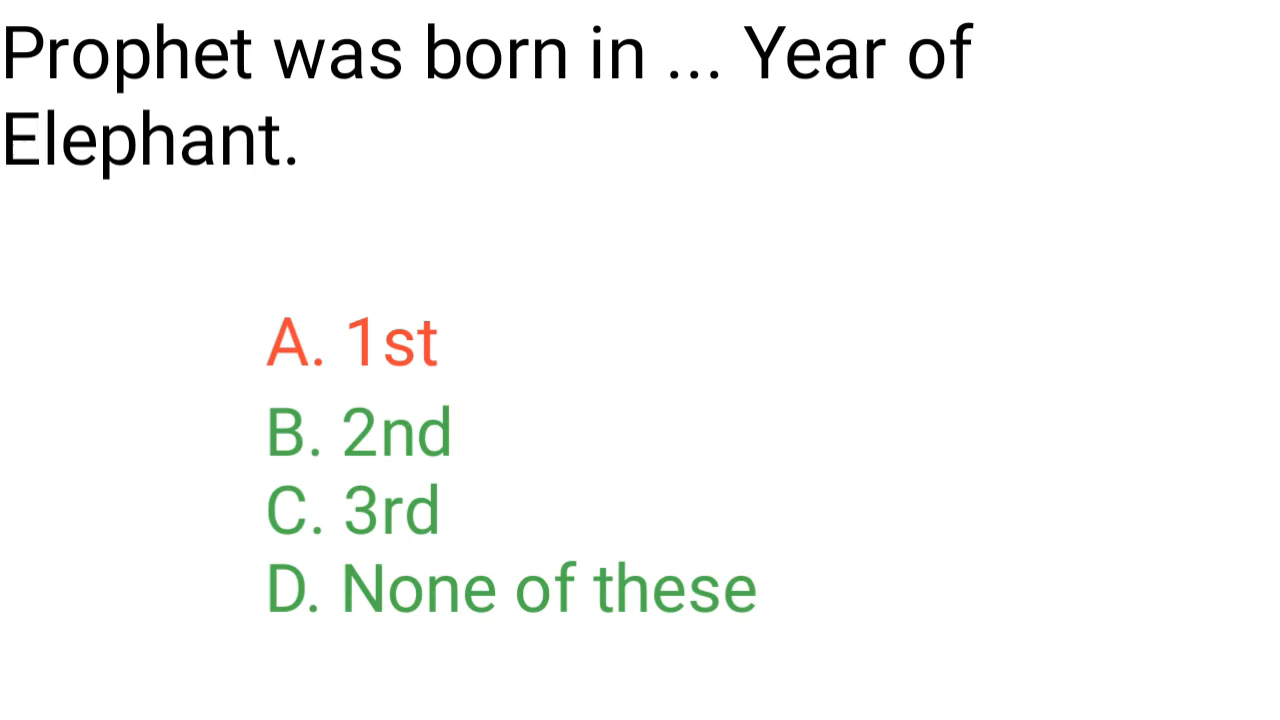 Prophet was born in ... Year of
Elephant.
A. 1st
B. 2nd
C. 3rd
D. None of these